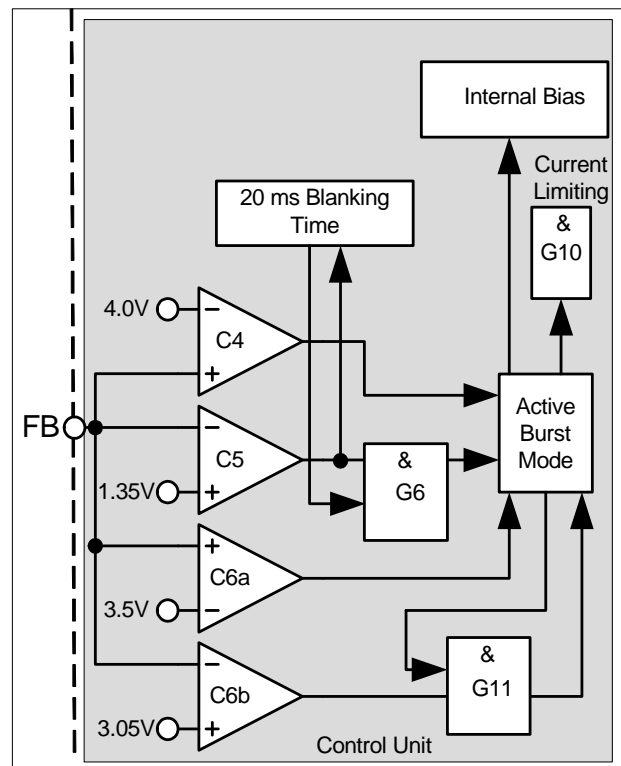 Internal Bias
Current
Limiting
20 ms Blanking
Time
&
G10
4.0V
−
C4
+
FB
−
C5
1.35V
+
&
G6
Active
Burst
Mode
+
C6a
3.5V
−
−
C6b
3.05V
+
&
G11
Control Unit